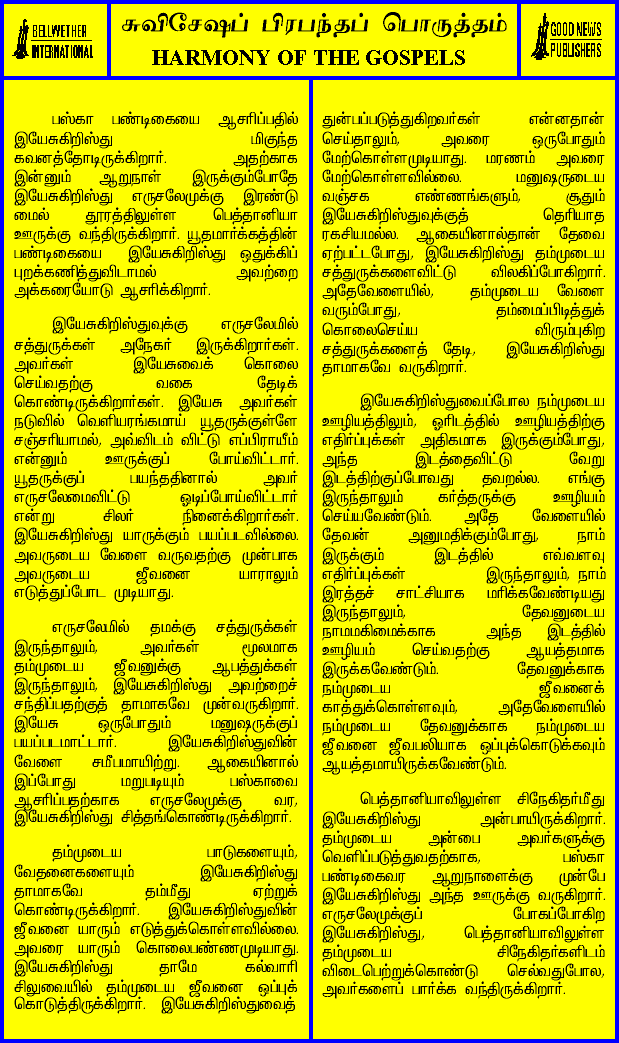 BELLWETHER
INTERNATIONAL
சுவிசேஷப் பிரபந்தப் பொருத்தம்
HARMONY OF THE GOSPELS
GOOD NEWS
PUBLISHERS
பஸ்கா பண்டிகையை ஆசரிப்பதில்
இயேசுகிறிஸ்து மிகுந்த
கவனத்தோடிருக்கிறார். அதற்காக
இன்னும் ஆறுநாள் இருக்கும்போதே
இயேசுகிறிஸ்து எருசலேமுக்கு இரண்டு
மைல் தூரத்திலுள்ள பெத்தானியா
ஊருக்கு வந்திருக்கிறார். யூதமார்க்கத்தின்
பண்டிகையை இயேசுகிறிஸ்து ஒதுக்கிப்
புறக்கணித்துவிடாமல் அவற்றை
அக்கரையோடு ஆசரிக்கிறார்.
இயேசுகிறிஸ்துவுக்கு எருசலேமில்
சத்துருக்கள் அநேகர் இருக்கிறார்கள்.
அவர்கள் இயேசுவைக் கொலை
செய்வதற்கு வகை தேடிக்
கொண்டிருக்கிறார்கள். இயேசு அவர்கள்
நடுவில் வெளியரங்கமாய் யூதருக்குள்ளே
சஞ்சரியாமல், அவ்விடம் விட்டு எப்பிராயீம்
என்னும் ஊருக்குப் போய்விட்டார்.
யூதருக்குப் பயந்ததினால் அவர்
எருசலேமைவிட்டு ஓடிப்போய்விட்டார்
என்று சிலர் நினைக்கிறார்கள்.
இயேசுகிறிஸ்து யாருக்கும் பயப்படவில்லை.
அவருடைய வேளை வருவதற்கு முன்பாக
அவருடைய ஜீவனை யாராலும்
எடுத்துப்போட முடியாது.
எருசலேமில் தமக்கு சத்துருக்கள்
இருந்தாலும், அவர்கள் மூலமாக
தம்முடைய ஜீவனுக்கு ஆபத்துக்கள்
இருந்தாலும், இயேசுகிறிஸ்து அவற்றைச்
சந்திப்பதற்குத் தாமாகவே முன்வருகிறார்.
இயேசு ஒருபோதும் மனுஷருக்குப்
பயப்படமாட்டார். இயேசுகிறிஸ்துவின்
வேளை சமீபமாயிற்று. ஆகையினால்
இப்போது மறுபடியும் பஸ்காவை
ஆசரிப்பதற்காக எருசலேமுக்கு வர,
இயேசுகிறிஸ்து சித்தங்கொண்டிருக்கிறார்.
தம்முடைய பாடுகளையும்,
வேதனைகளையும் இயேசுகிறிஸ்து
தாமாகவே தம்மீது ஏற்றுக்
கொண்டிருக்கிறார். இயேசுகிறிஸ்துவின்
ஜீவனை யாரும் எடுத்துக்கொள்ளவில்லை.
அவரை யாரும் கொலைபண்ணமுடியாது.
இயேசுகிறிஸ்து தாமே கல்வாரி
சிலுவையில் தம்முடைய ஜீவனை ஒப்புக்
கொடுத்திருக்கிறார். இயேசுகிறிஸ்துவைத்
துன்பப்படுத்துகிறவர்கள் என்னதான்
செய்தாலும், அவரை ஒருபோதும்
மேற்கொள்ளமுடியாது. மரணம் அவரை
மேற்கொள்ளவில்லை. மனுஷருடைய
வஞ்சக எண்ணங்களும், சூதும்
இயேசுகிறிஸ்துவுக்குத் தெரியாத
ரகசியமல்ல. ஆகையினால்தான் தேவை
ஏற்பட்டபோது, இயேசுகிறிஸ்து தம்முடைய
சத்துருக்களைவிட்டு விலகிப்போகிறார்.
அதேவேளையில், தம்முடைய வேளை
வரும்போது, தம்மைப்பிடித்துக்
கொலைசெய்ய விரும்புகிற
சத்துருக்களைத் தேடி, இயேசுகிறிஸ்து
தாமாகவே வருகிறார்.
இயேசுகிறிஸ்துவைப்போல நம்முடைய
ஊழியத்திலும், ஓரிடத்தில் ஊழியத்திற்கு
எதிர்ப்புக்கள் அதிகமாக இருக்கும்போது,
அந்த இடத்தைவிட்டு வேறு
இடத்திற்குப்போவது தவறல்ல. எங்கு
இருந்தாலும் கர்த்தருக்கு ஊழியம்
செய்யவேண்டும். அதே வேளையில்
தேவன் அனுமதிக்கும்போது, நாம்
இருக்கும் இடத்தில் எவ்வளவு
எதிர்ப்புக்கள் இருந்தாலும், நாம்
இரத்தச் சாட்சியாக மரிக்கவேண்டியது
இருந்தாலும், தேவனுடைய
நாமமகிமைக்காக அந்த இடத்தில்
ஊழியம் செய்வதற்கு ஆயத்தமாக
இருக்கவேண்டும். தேவனுக்காக
நம்முடைய ஜீவனைக்
காத்துக்கொள்ளவும், அதேவேளையில்
நம்முடைய தேவனுக்காக நம்முடைய
ஜீவனை ஜீவபலியாக ஒப்புக்கொடுக்கவும்
ஆயத்தமாயிருக்கவேண்டும்.
பெத்தானியாவிலுள்ள சிநேகிதர்மீது
இயேசுகிறிஸ்து அன்பாயிருக்கிறார்.
தம்முடைய அன்பை அவர்களுக்கு
வெளிப்படுத்துவதற்காக, பஸ்கா
பண்டிகைவர ஆறுநாளைக்கு முன்பே
இயேசுகிறிஸ்து அந்த ஊருக்கு வருகிறார்.
எருசலேமுக்குப் போகப்போகிற
இயேசுகிறிஸ்து, பெத்தானியாவிலுள்ள
தம்முடைய சிநேகிதர்களிடம்
விடைபெற்றுக்கொண்டு செல்வதுபோல,
அவர்களைப் பார்க்க வந்திருக்கிறார்.